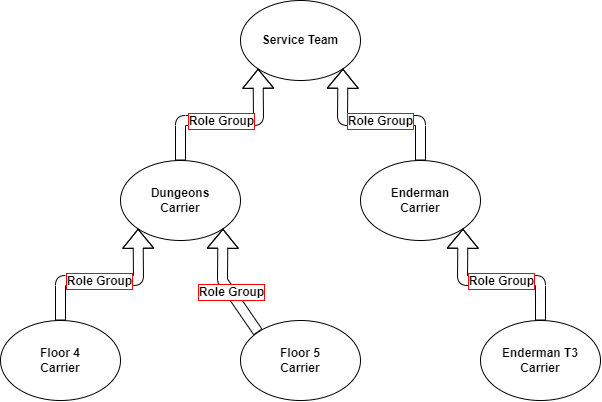 Service Team
Role Group
Role Group
Dungeons
Carrier
Enderman
Carrier
Role Group
Role Group
Role Group
Floor 4
Carrier
Floor 5
Carrier
Enderman T3
Carrier